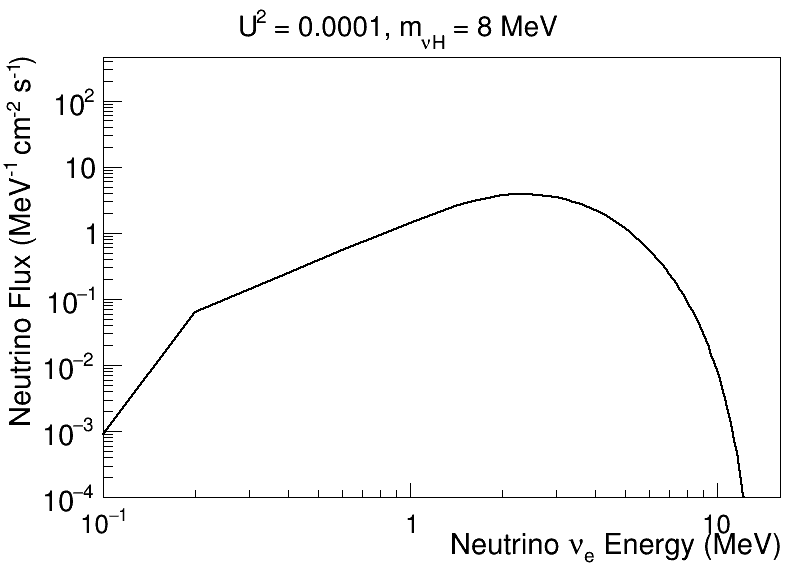 U² = 0.0001, m_νH = 8 MeV
Neutrino Flux (MeV⁻¹ cm⁻² s⁻¹)
10²
10
1
10⁻¹
10⁻²
10⁻³
10⁻⁴
10⁻¹ 1 10
Neutrino ν_e Energy (MeV)